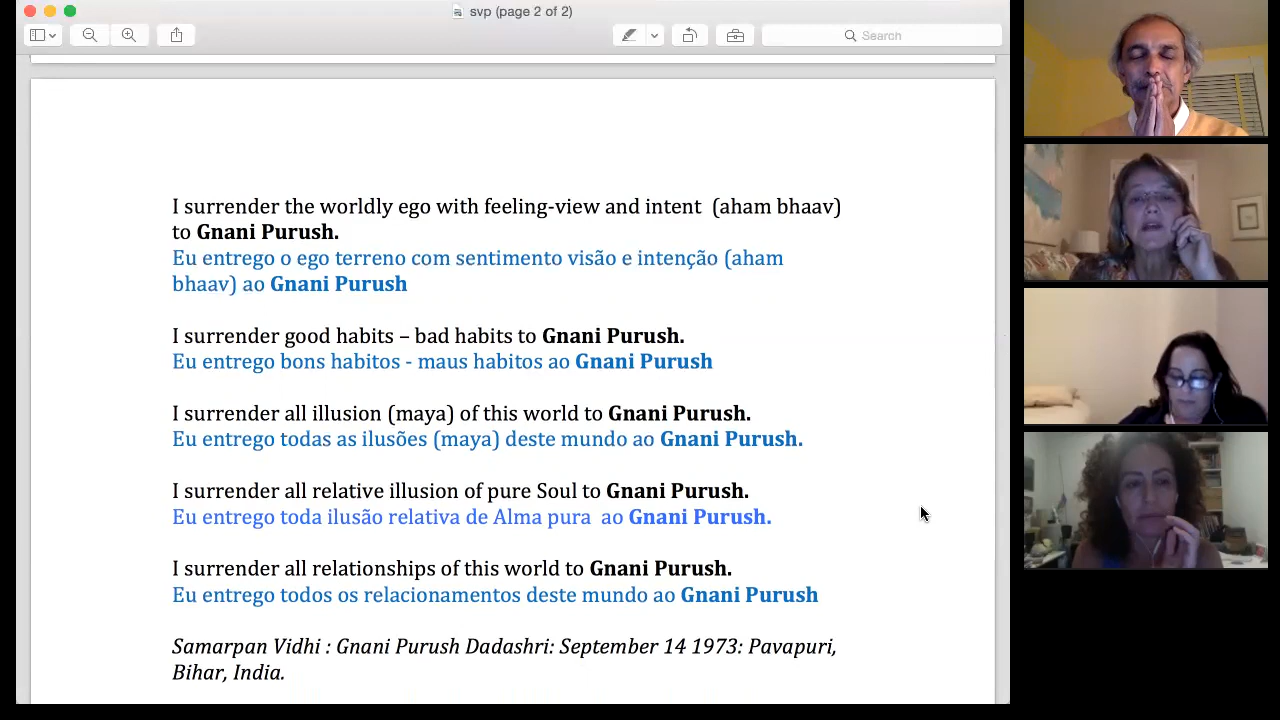 svp (page 2 of 2)
Search
I surrender the worldly ego with feeling-view and intent  (aham bhaav)
to Gnani Purush.
Eu entrego o ego terreno com sentimento visão e intenção (aham
bhaav) ao Gnani Purush
I surrender good habits – bad habits to Gnani Purush.
Eu entrego bons habitos - maus habitos ao Gnani Purush
I surrender all illusion (maya) of this world to Gnani Purush.
Eu entrego todas as ilusões (maya) deste mundo ao Gnani Purush.
I surrender all relative illusion of pure Soul to Gnani Purush.
Eu entrego toda ilusão relativa de Alma pura  ao Gnani Purush.
I surrender all relationships of this world to Gnani Purush.
Eu entrego todos os relacionamentos deste mundo ao Gnani Purush
Samarpan Vidhi : Gnani Purush Dadashri: September 14 1973: Pavapuri,
Bihar, India.